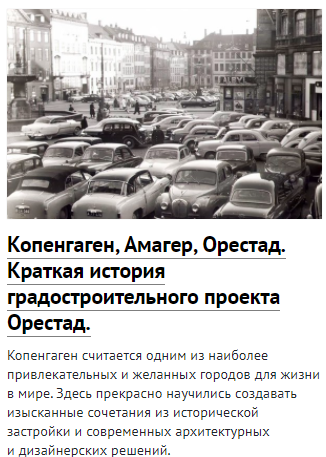 Копенгаген, Амагер, Орестад.
Краткая история
градостроительного проекта
Орестад.
Копенгаген считается одним из наиболее
привлекательных и желанных городов для жизни
в мире. Здесь прекрасно научились создавать
изысканные сочетания из исторической
застройки и современных архитектурных
и дизайнерских решений.